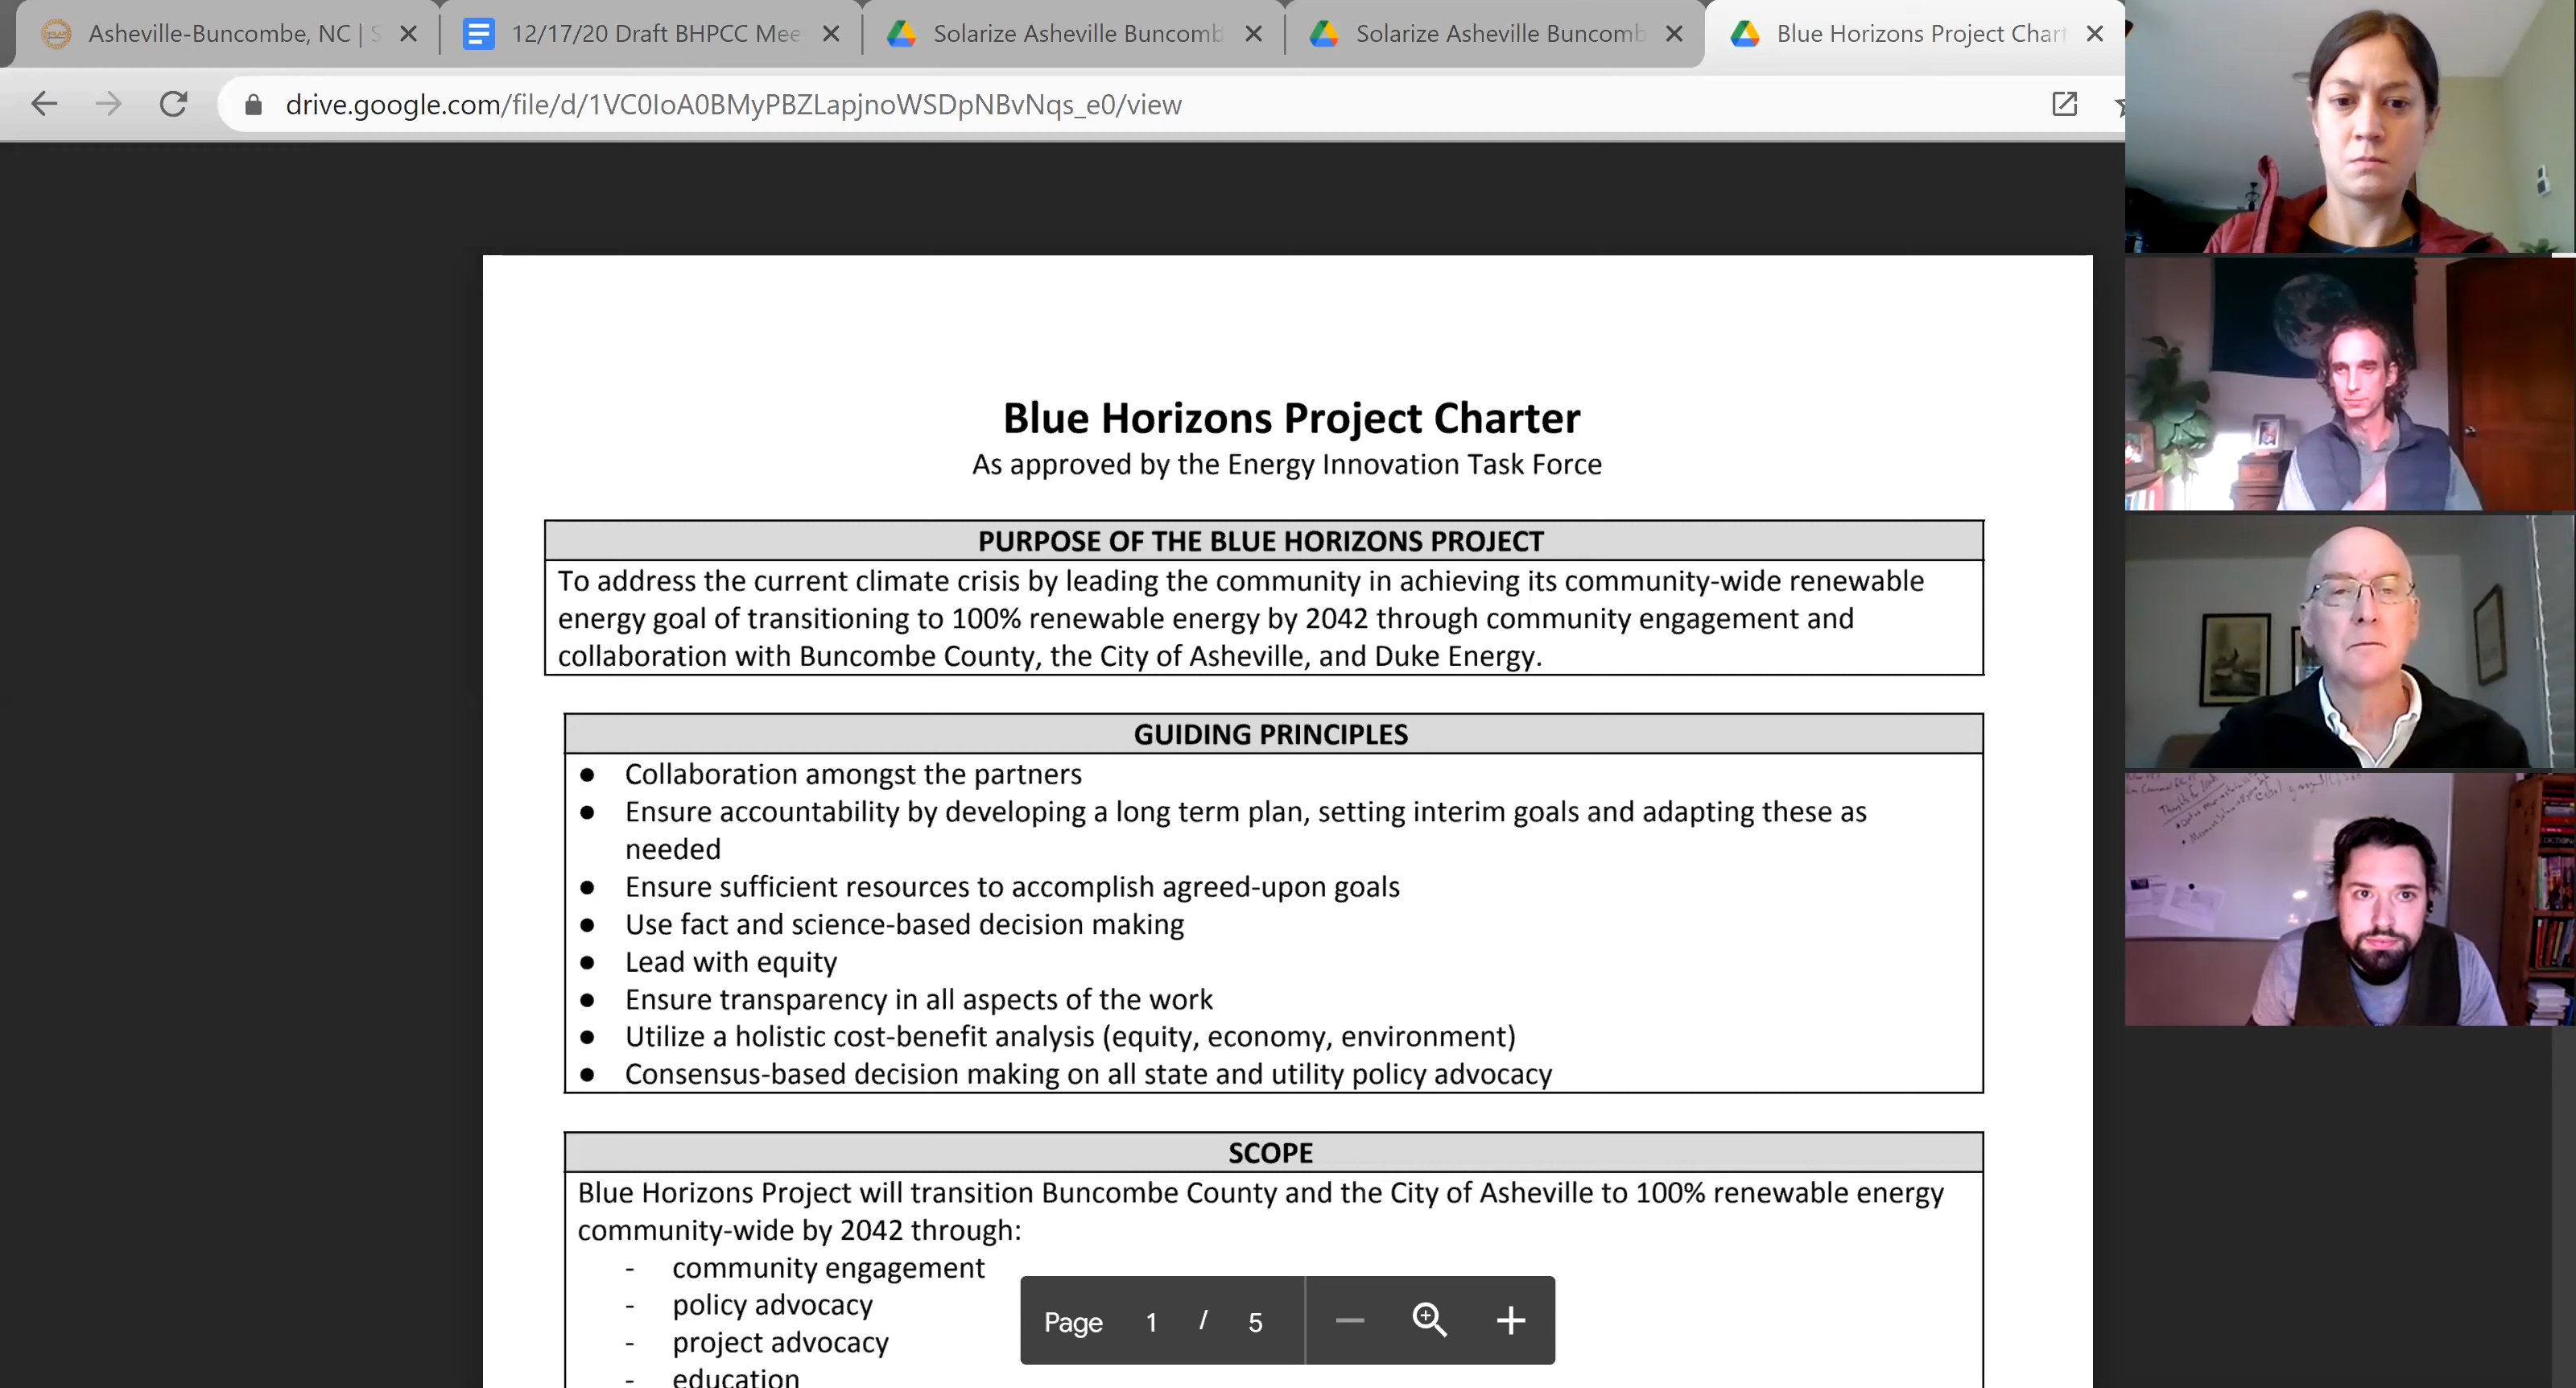 Asheville-Buncombe, NC | S
12/17/20 Draft BHPCC Mee
Solarize Asheville Buncomb
Solarize Asheville Buncomb
Blue Horizons Project Chart
drive.google.com/file/d/1VC0IoA0BMyPBZLapjnoWSDpNBvNqs_e0/view
Blue Horizons Project Charter
As approved by the Energy Innovation Task Force
PURPOSE OF THE BLUE HORIZONS PROJECT
To address the current climate crisis by leading the community in achieving its community-wide renewable
energy goal of transitioning to 100% renewable energy by 2042 through community engagement and
collaboration with Buncombe County, the City of Asheville, and Duke Energy.
GUIDING PRINCIPLES
● Collaboration amongst the partners
● Ensure accountability by developing a long term plan, setting interim goals and adapting these as
needed
● Ensure sufficient resources to accomplish agreed-upon goals
● Use fact and science-based decision making
● Lead with equity
● Ensure transparency in all aspects of the work
● Utilize a holistic cost-benefit analysis (equity, economy, environment)
● Consensus-based decision making on all state and utility policy advocacy
SCOPE
Blue Horizons Project will transition Buncombe County and the City of Asheville to 100% renewable energy
community-wide by 2042 through:
- community engagement
- policy advocacy
- project advocacy
- education
Page 1 / 5